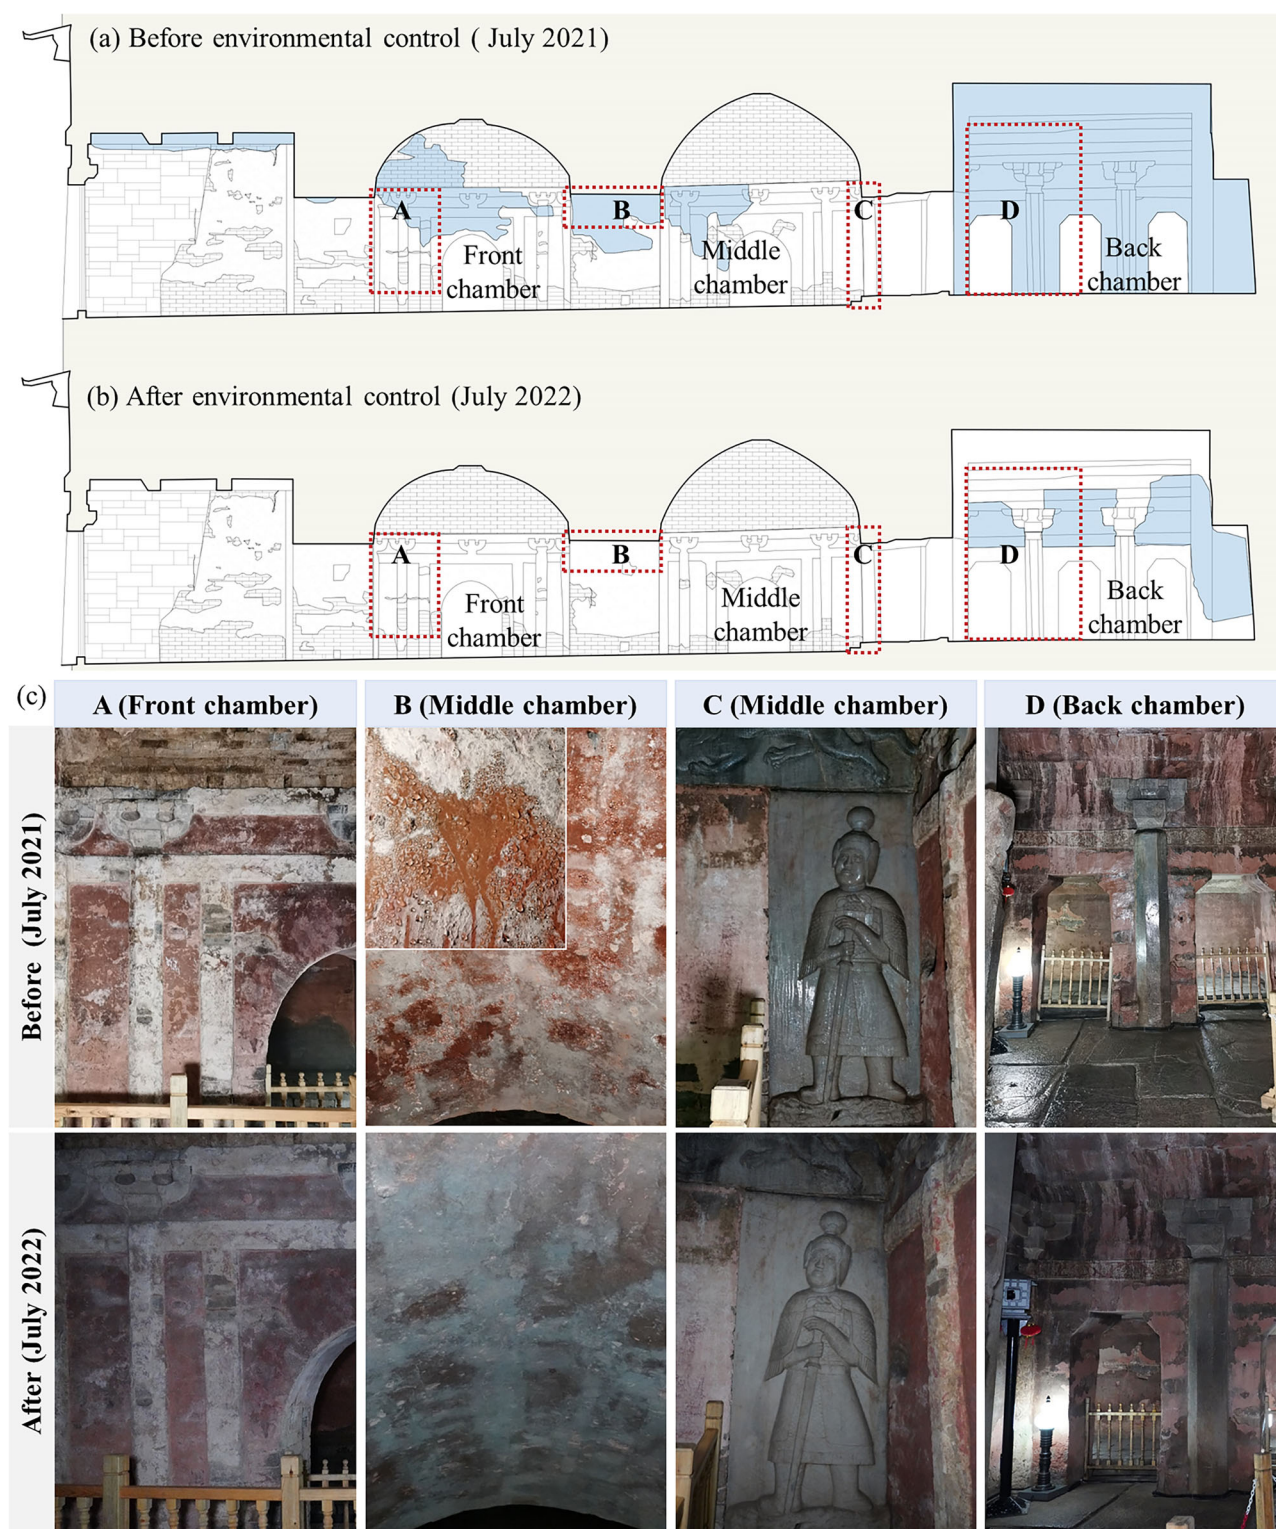 (a) Before environmental control ( July 2021)
A
B
C
D
Front
chamber
Middle
chamber
Back
chamber
(b) After environmental control (July 2022)
A
B
C
D
Front
chamber
Middle
chamber
Back
chamber
(c)
A (Front chamber)
B (Middle chamber)
C (Middle chamber)
D (Back chamber)
Before (July 2021)
After (July 2022)